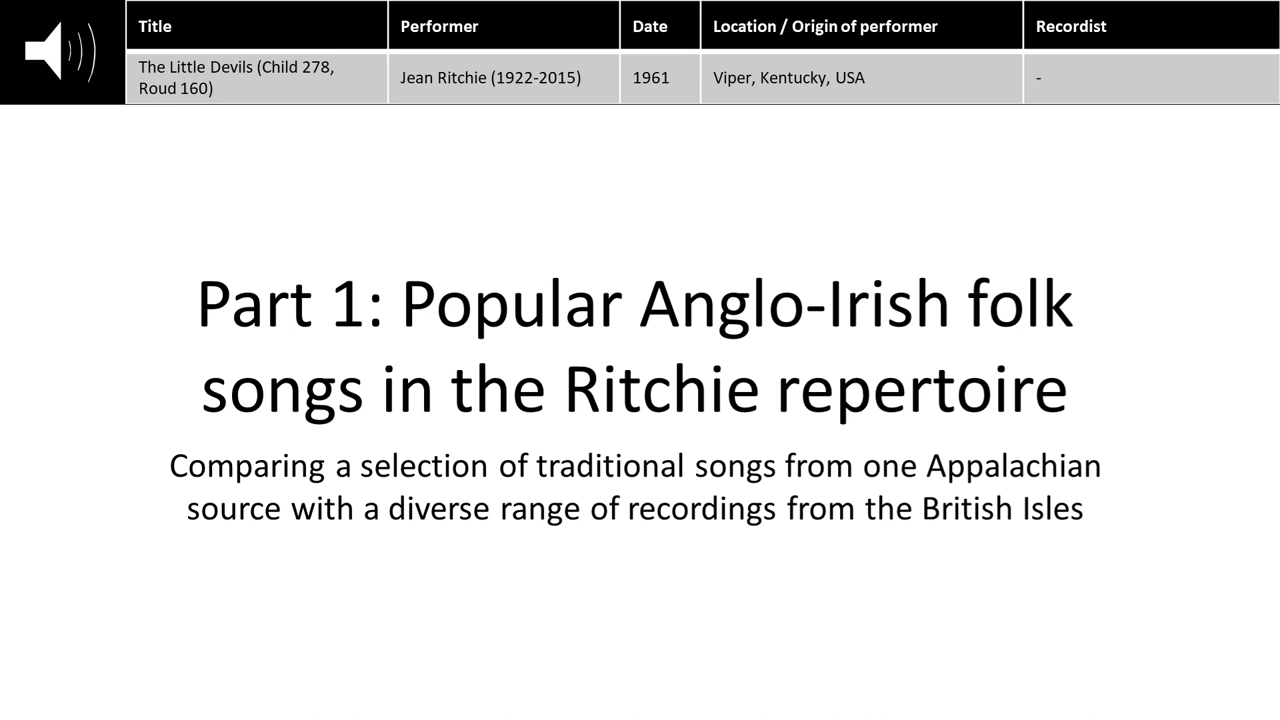 Title Performer Date Location / Origin of performer Recordist
The Little Devils (Child 278,
Roud 160) Jean Ritchie (1922-2015) 1961 Viper, Kentucky, USA -
Part 1: Popular Anglo-Irish folk
songs in the Ritchie repertoire
Comparing a selection of traditional songs from one Appalachian
source with a diverse range of recordings from the British Isles